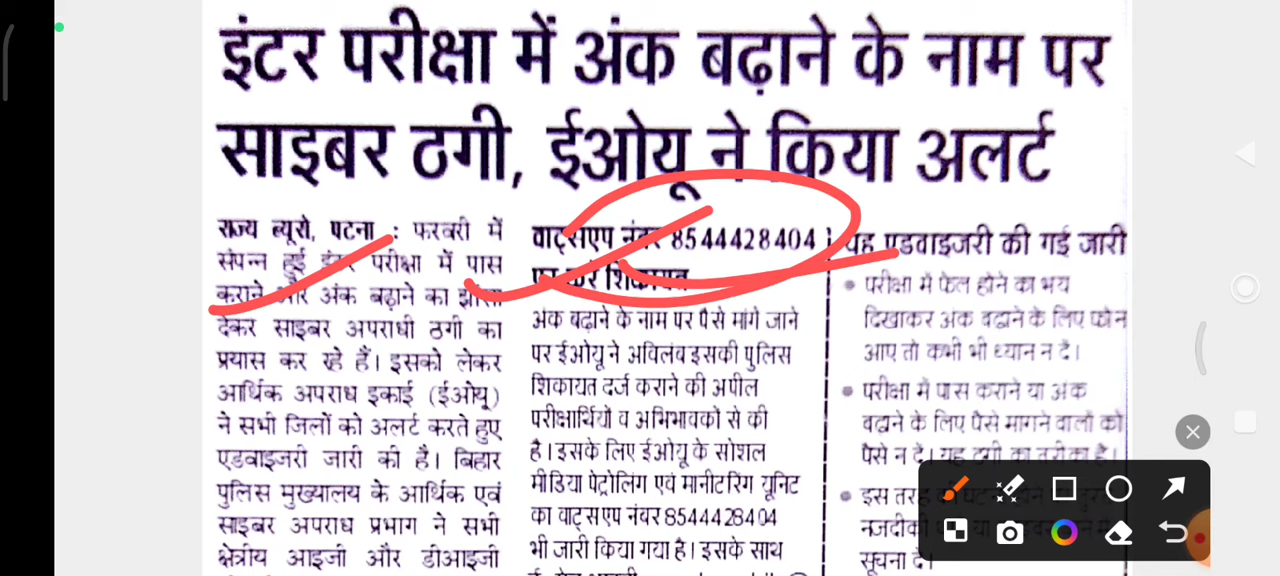 इंटर परीक्षा में अंक बढ़ाने के नाम पर
साइबर ठगी, ईओयू ने किया अलर्ट
राज्य ब्यूरो, पटना : फरवरी में
संपन्न हुई इंटर परीक्षा में पास
कराने और अंक बढ़ाने का झांसा
देकर साइबर अपराधी ठगी का
प्रयास कर रहे हैं। इसको लेकर
आर्थिक अपराध इकाई (ईओयू)
ने सभी जिलों को अलर्ट करते हुए
एडवाइजरी जारी की है। बिहार
पुलिस मुख्यालय के आर्थिक एवं
साइबर अपराध प्रभाग ने सभी
क्षेत्रीय आइजी और डीआइजी
वाट्सएप नंबर 8544428404
पर करें शिकायत
अंक बढ़ाने के नाम पर पैसे मांगे जाने
पर ईओयू ने अविलंब इसकी पुलिस
शिकायत दर्ज कराने की अपील
परीक्षार्थियों व अभिभावकों से की
है। इसके लिए ईओयू के सोशल
मीडिया पेट्रोलिंग एवं मानीटरिंग यूनिट
का वाट्सएप नंबर 8544428404
भी जारी किया गया है। इसके साथ
यह एडवाइजरी की गई जारी
• परीक्षा में फेल होने का भय
दिखाकर अंक बढाने के लिए फोन
आए तो कभी भी ध्यान न दे।
• परीक्षा में पास कराने या अंक
बढाने के लिए पैसे मागने वालों को
पैसे न दे। यह ठगी का तरीका है।
• इस तरह
नजदीकी
सूचना दें।